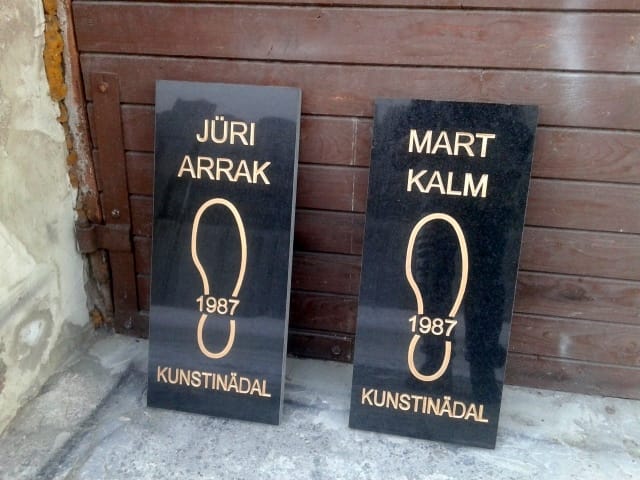 JÜRI
ARRAK
1987
KUNSTINÄDAL
MART
KALM
1987
KUNSTINÄDAL